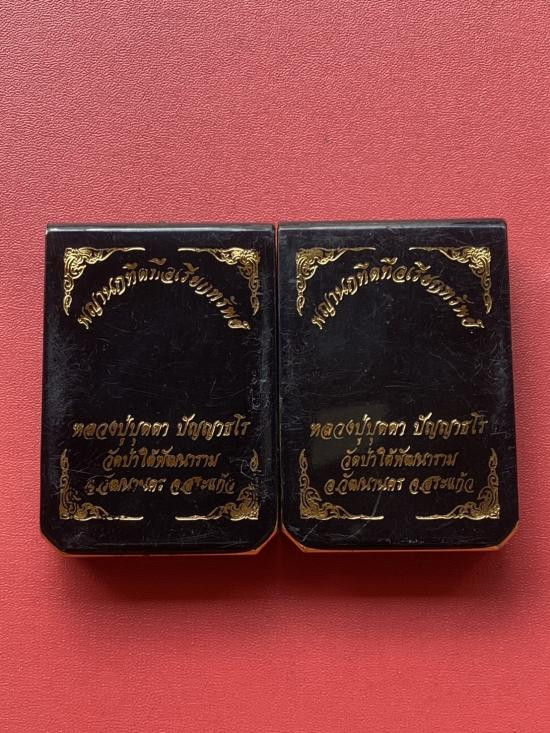 พญานกทึดทือเรียกทรัพย์
หลวงปู่บุดดา ปัญญาธโร
วัดป่าใต้พัฒนาราม
อ.วัฒนานคร จ.สระแก้ว
พญานกทึดทือเรียกทรัพย์
หลวงปู่บุดดา ปัญญาธโร
วัดป่าใต้พัฒนาราม
อ.วัฒนานคร จ.สระแก้ว